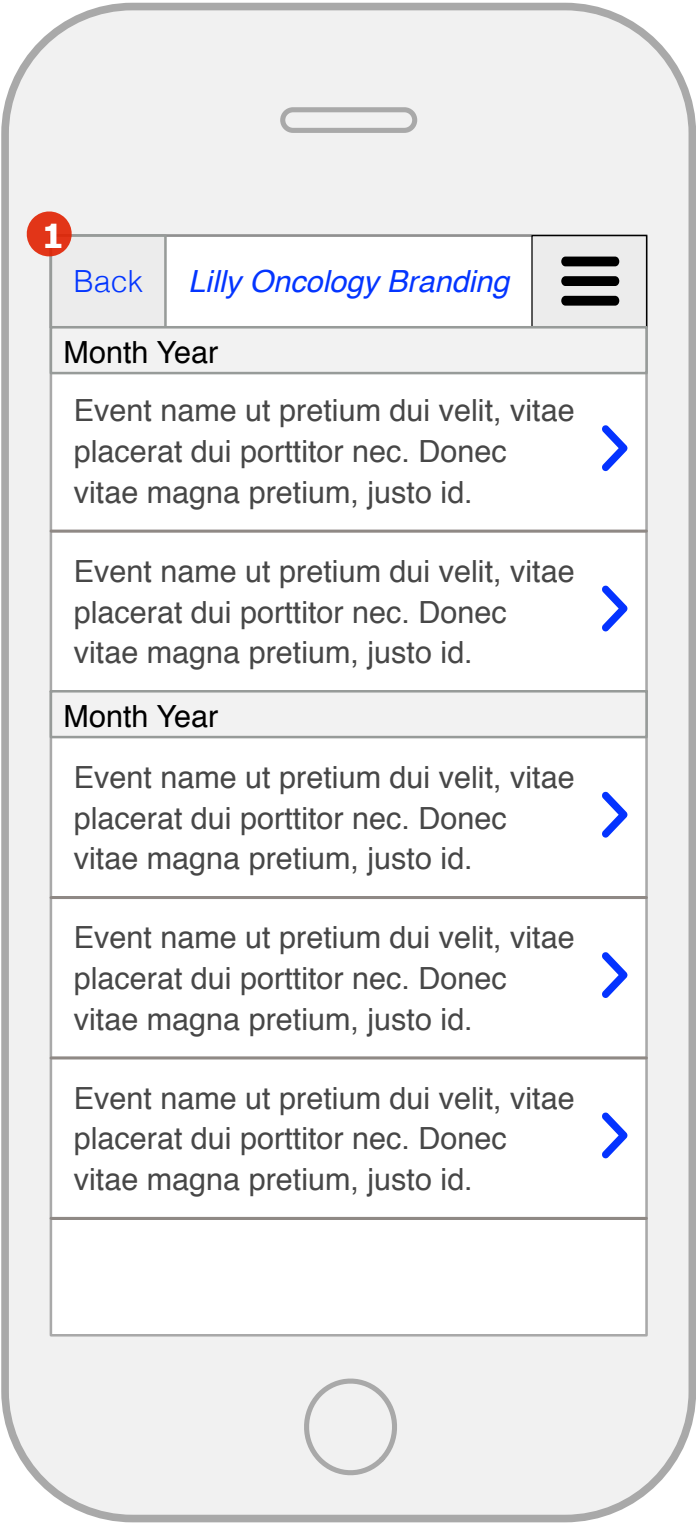 1
Back Lilly Oncology Branding
Month Year
Event name ut pretium dui velit, vitae
placerat dui porttitor nec. Donec
vitae magna pretium, justo id.
Event name ut pretium dui velit, vitae
placerat dui porttitor nec. Donec
vitae magna pretium, justo id.
Month Year
Event name ut pretium dui velit, vitae
placerat dui porttitor nec. Donec
vitae magna pretium, justo id.
Event name ut pretium dui velit, vitae
placerat dui porttitor nec. Donec
vitae magna pretium, justo id.
Event name ut pretium dui velit, vitae
placerat dui porttitor nec. Donec
vitae magna pretium, justo id.